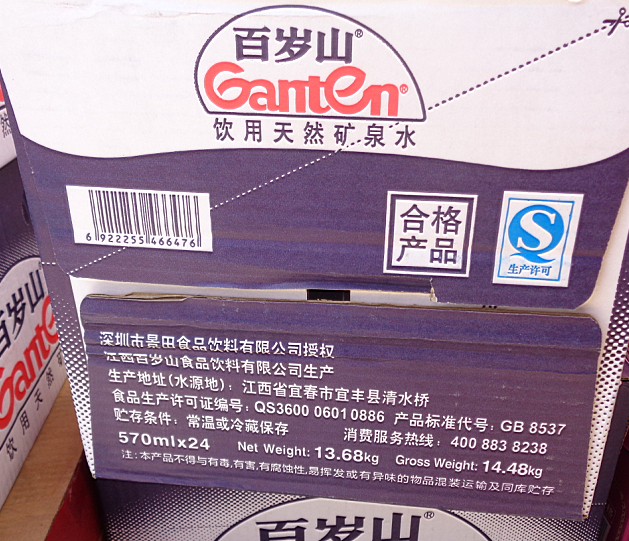 百岁山®
Ganten®
饮用天然矿泉水
6 922255 466476
合格
产品
生产许可
深圳市景田食品饮料有限公司授权
江西百岁山食品饮料有限公司生产
生产地址(水源地)：江西省宜春市宜丰县清水桥
食品生产许可证编号：QS3600 0601 0886 产品标准代号：GB 8537
贮存条件：常温或冷藏保存 消费服务热线：400 883 8238
570mlx24 Net Weight: 13.68kg Gross Weight: 14.48kg
注:本产品不得与有毒,有害,有腐蚀性,易挥发或有异味的物品混装运输及同库贮存
百岁山®
百岁山
Gante
饮用天然
然